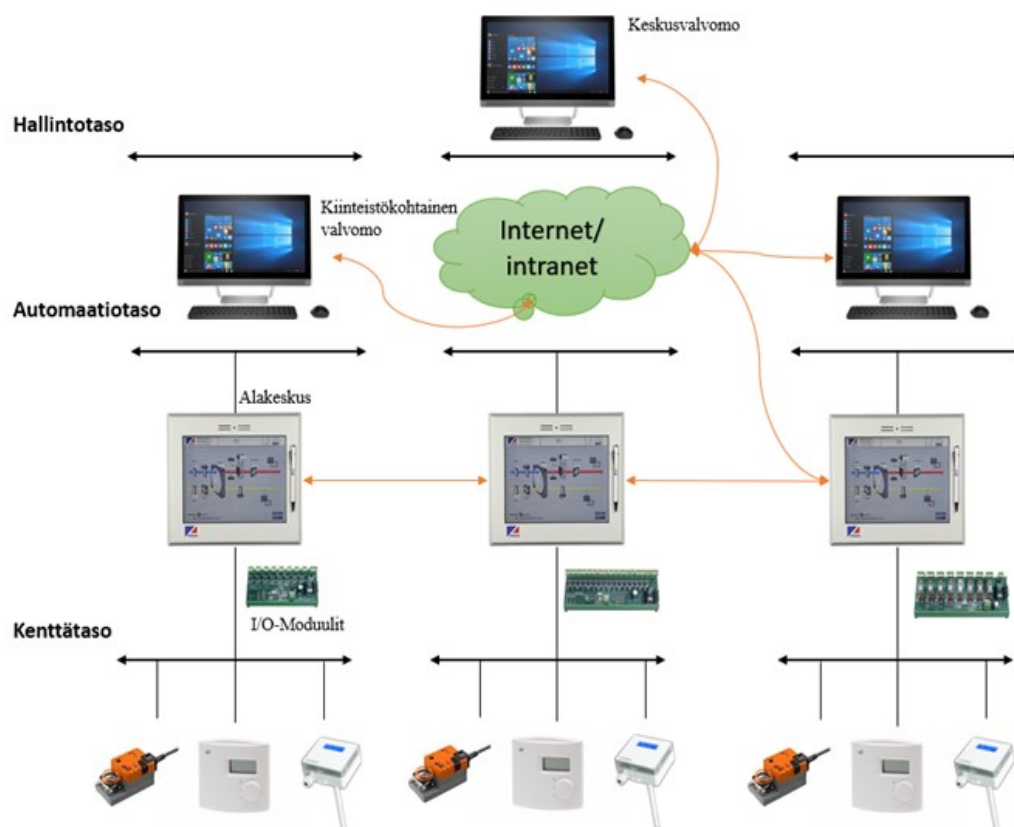 Keskusvalvomo
Hallintotaso
Kiinteistökohtainen
valvomo
Internet/
intranet
Automaatiotaso
Alakeskus
I/O-Moduulit
Kenttätaso